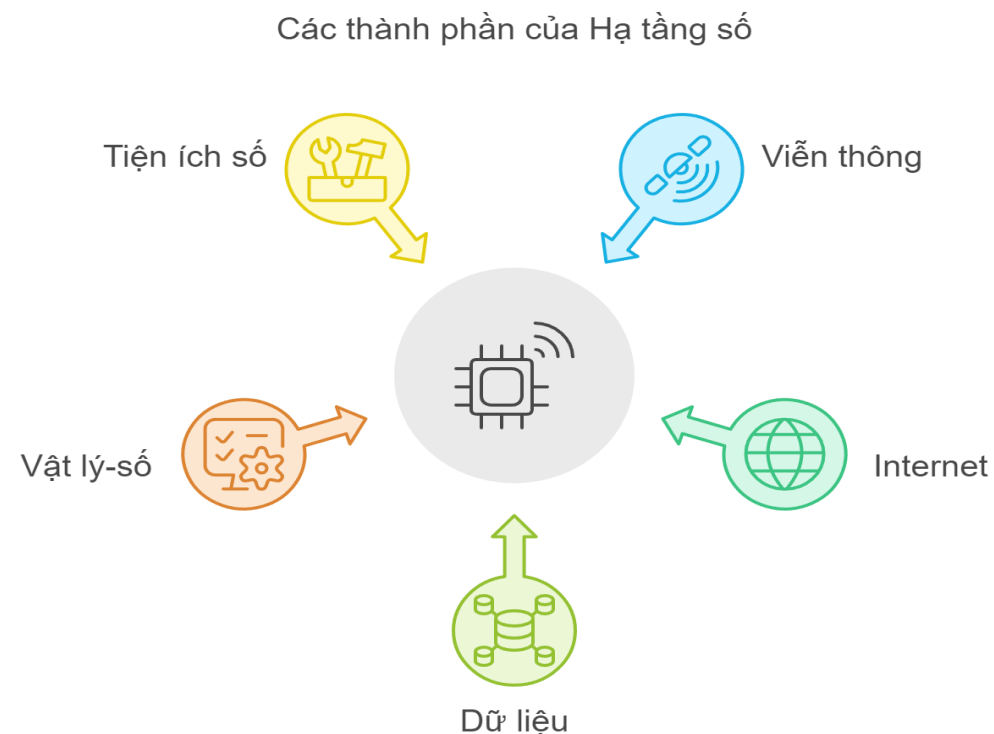 Các thành phần của Hạ tầng số
Tiện ích số
Viễn thông
Vật lý-số
Internet
Dữ liệu